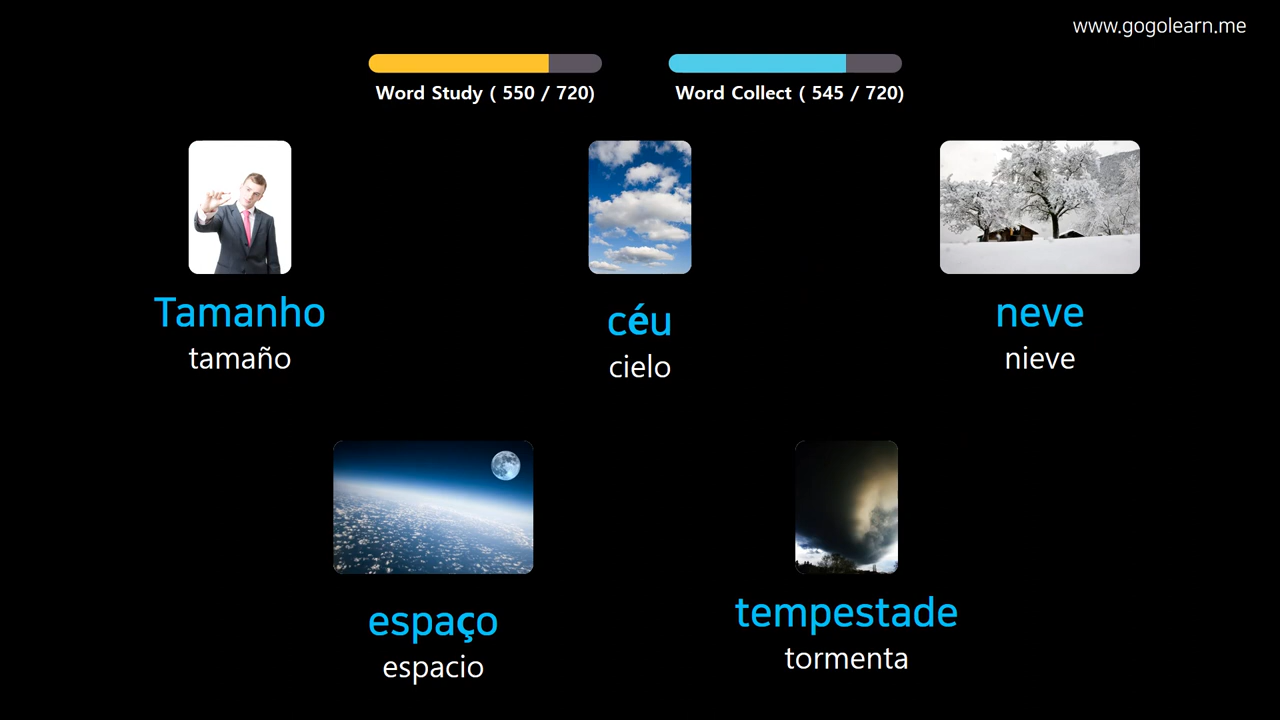 www.gogolearn.me
Word Study ( 550 / 720)
Word Collect ( 545 / 720)
Tamanho
tamaño
céu
cielo
neve
nieve
espaço
espacio
tempestade
tormenta